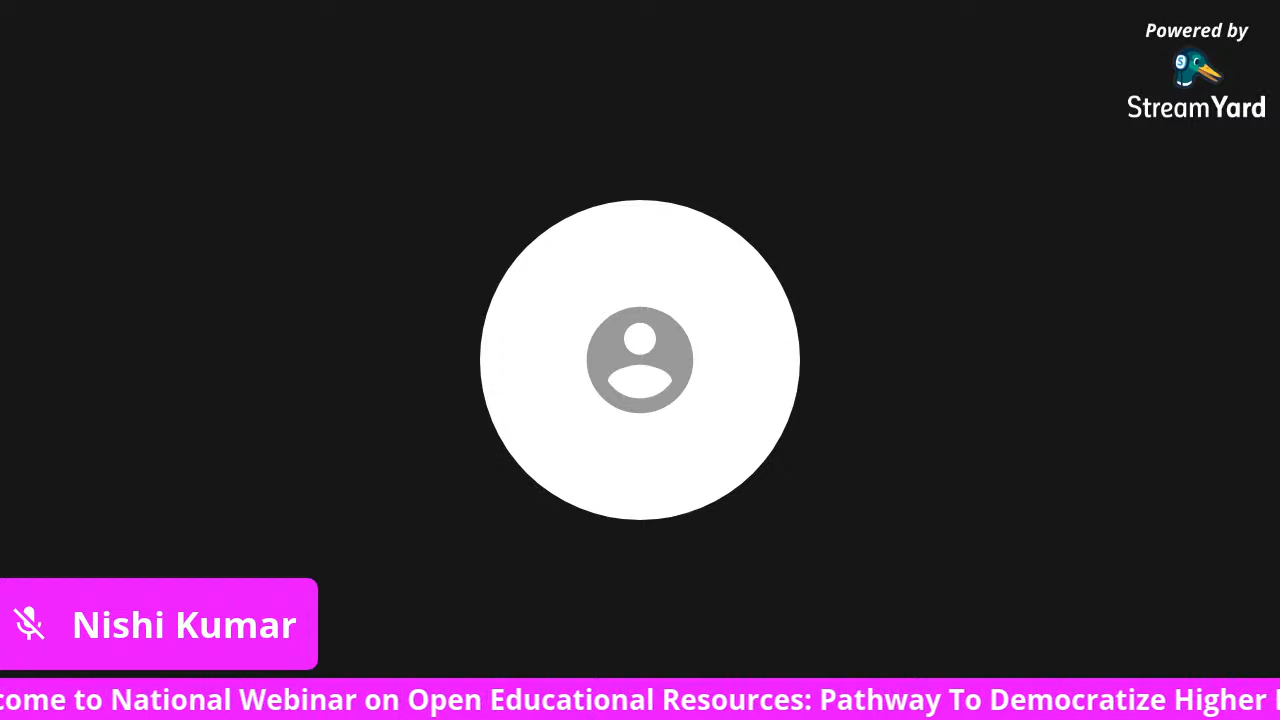 Powered by
StreamYard
Nishi Kumar
come to National Webinar on Open Educational Resources: Pathway To Democratize Higher